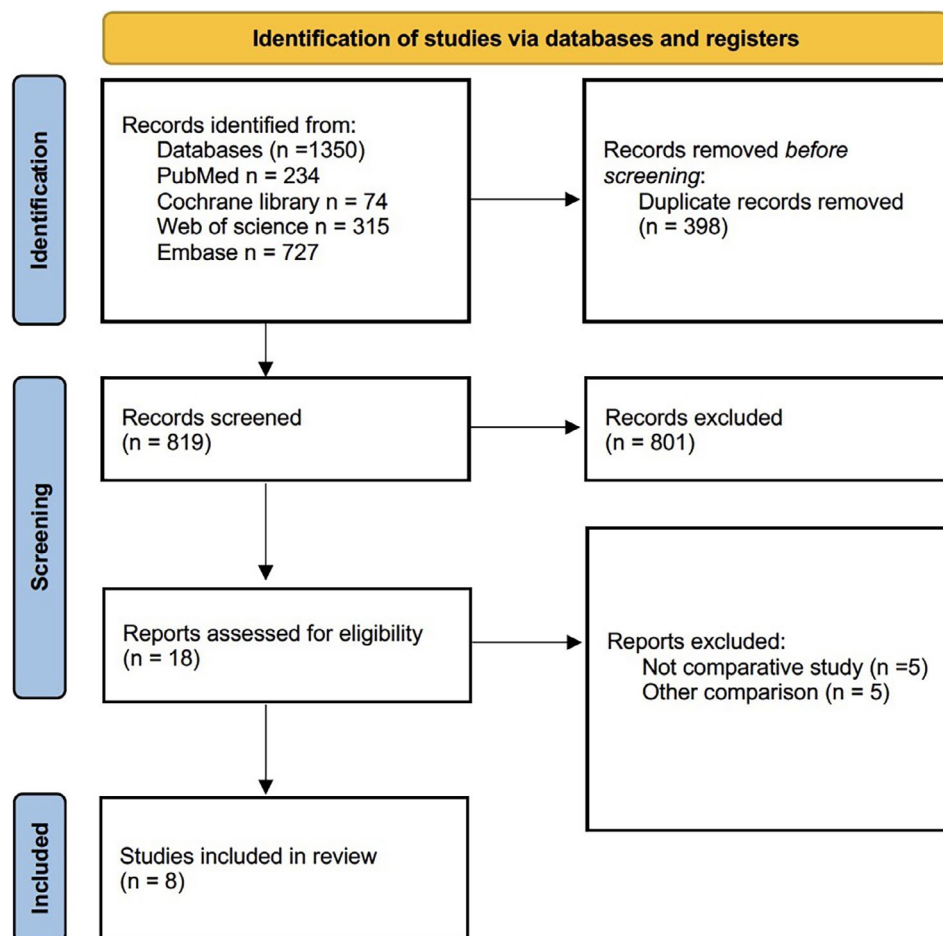 Identification of studies via databases and registers
Identification
Records identified from:
Databases (n =1350)
PubMed n = 234
Cochrane library n = 74
Web of science n = 315
Embase n = 727
Records removed before
screening:
Duplicate records removed
(n = 398)
Screening
Records screened
(n = 819)
Records excluded
(n = 801)
Reports assessed for eligibility
(n = 18)
Reports excluded:
Not comparative study (n =5)
Other comparison (n = 5)
Included
Studies included in review
(n = 8)